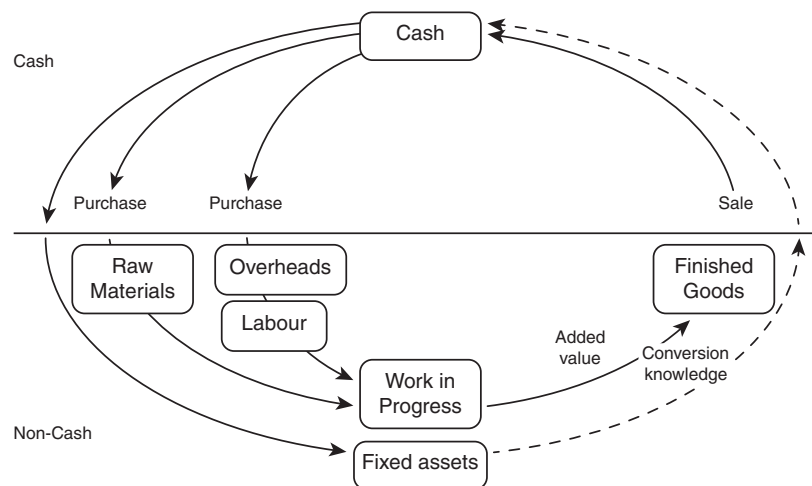 Cash
Cash
Purchase
Purchase
Sale
Raw
Materials
Overheads
Labour
Finished
Goods
Added
value
Conversion
knowledge
Work in
Progress
Non-Cash
Fixed assets